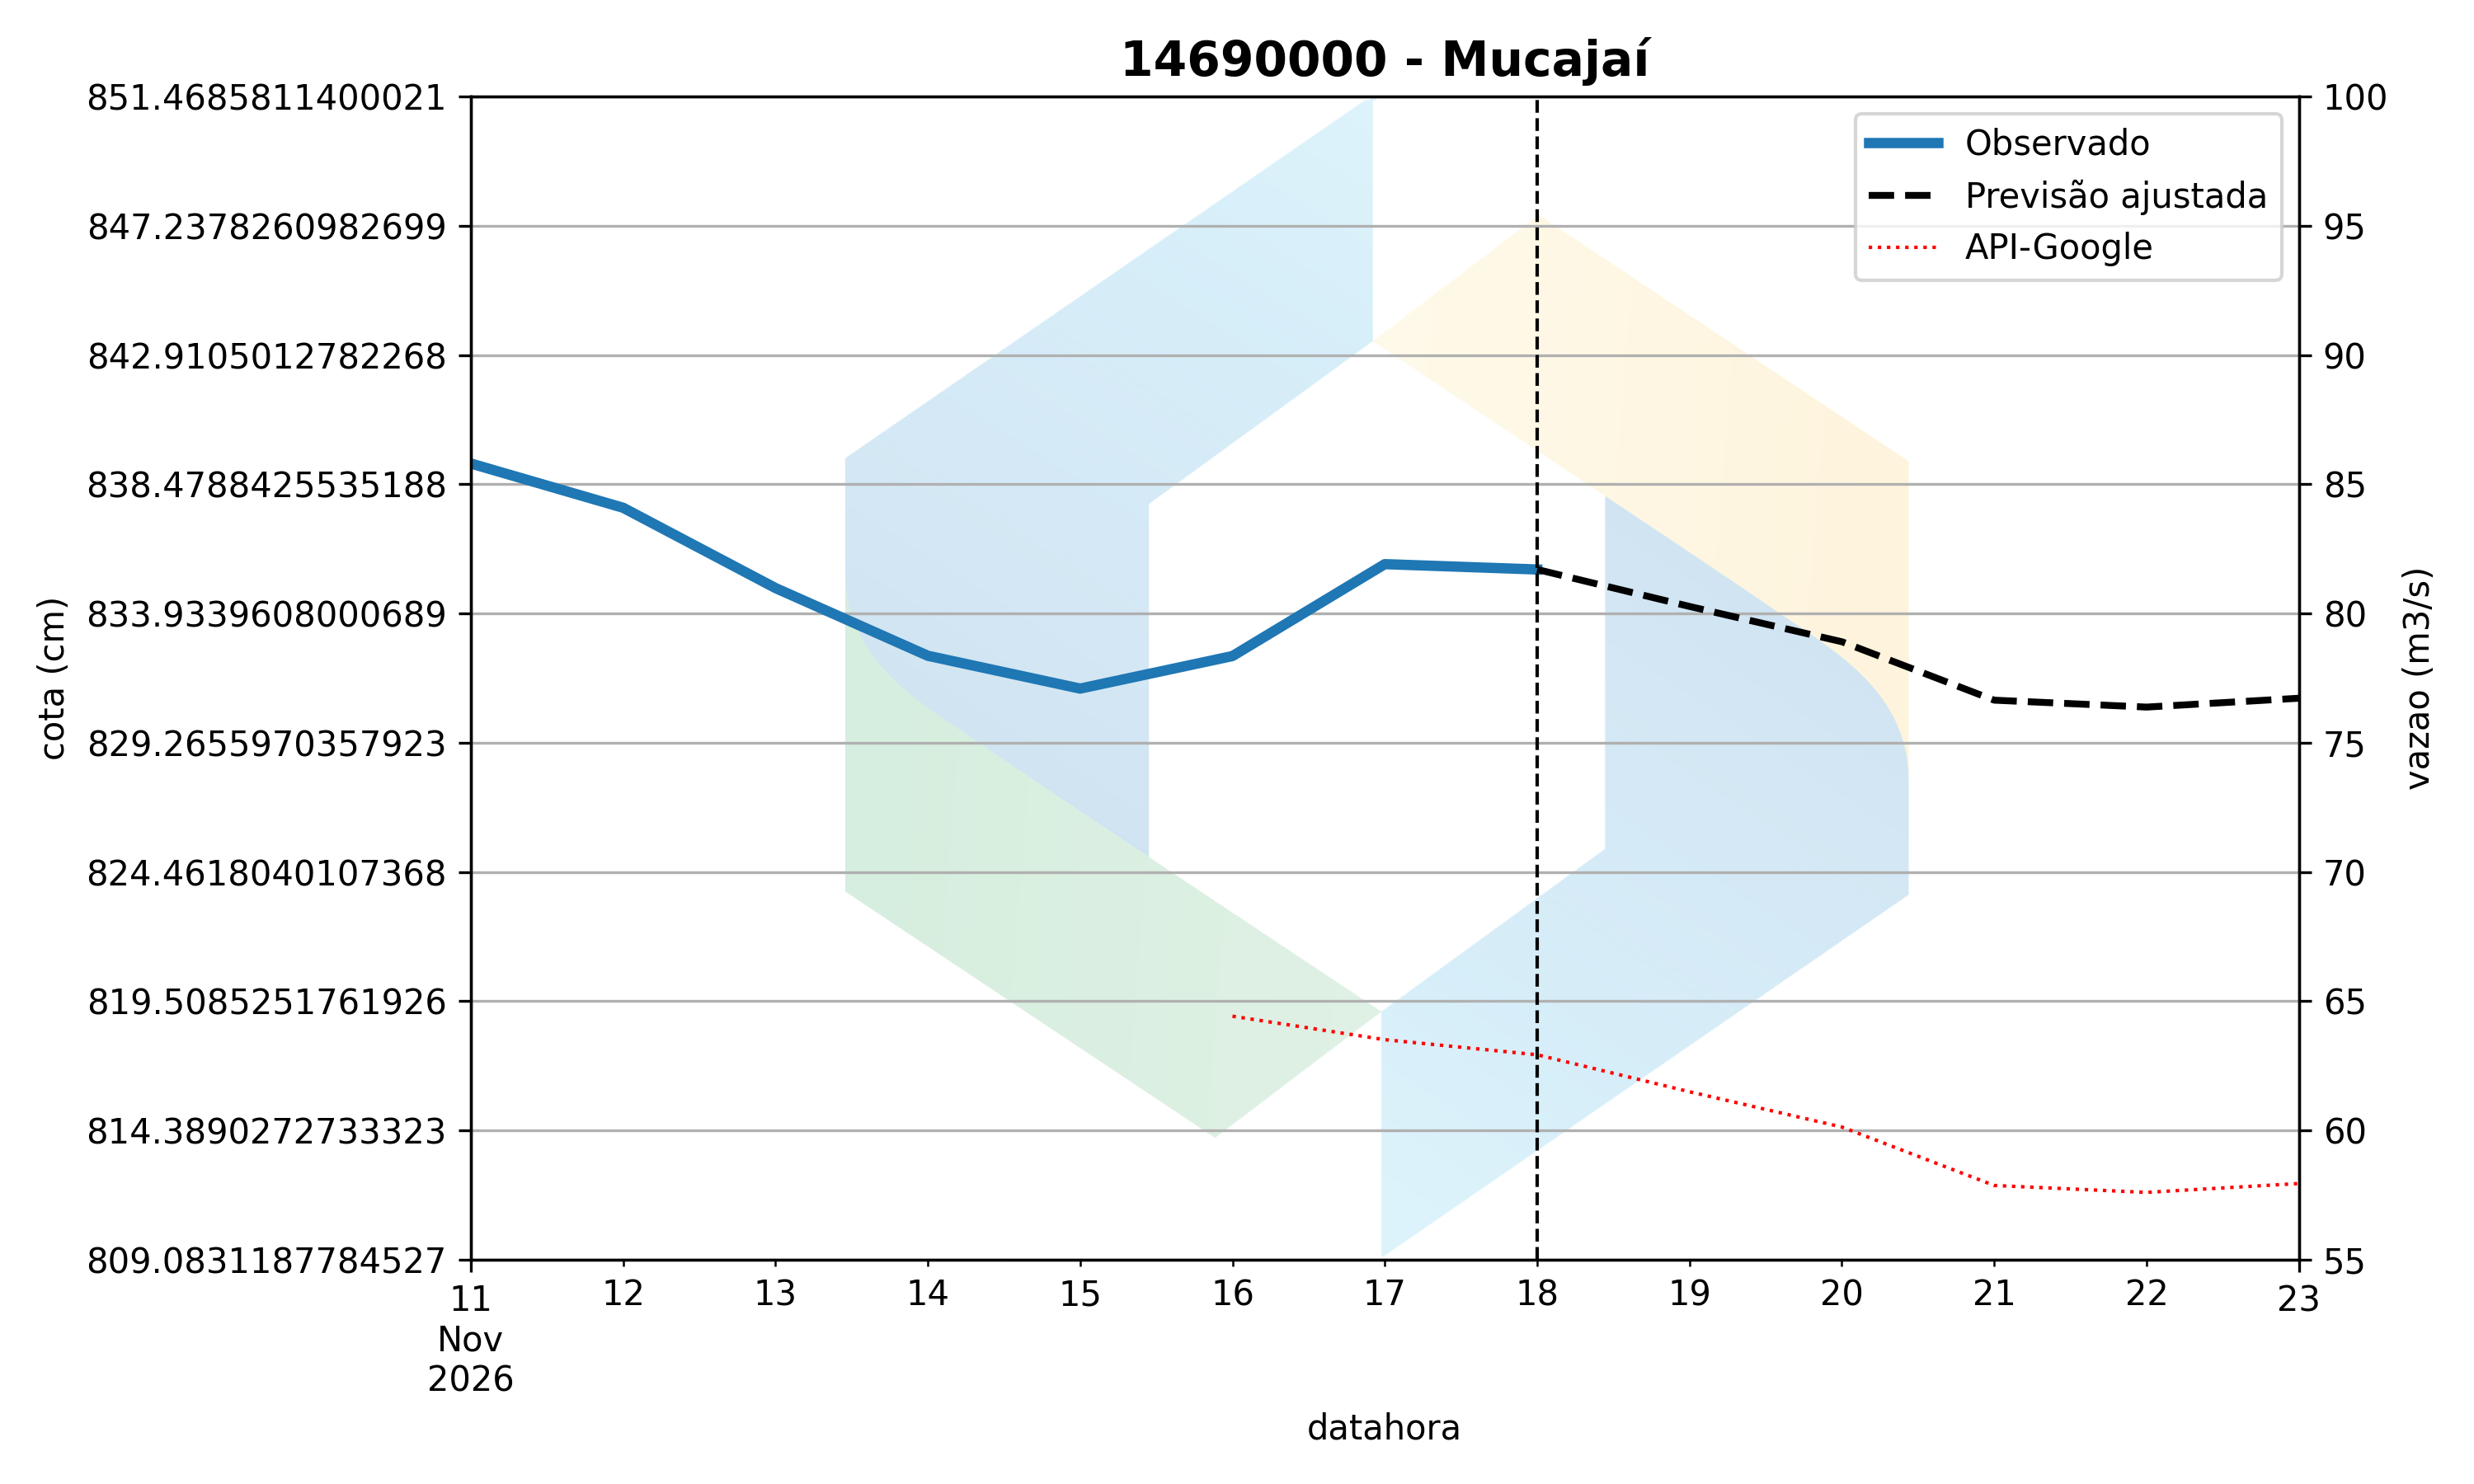 14690000 - Mucajaí
851.4685811400021
847.2378260982699
842.9105012782268
838.4788425535188
833.9339608000689
829.2655970357923
824.4618040107368
819.5085251761926
814.3890272733323
809.0831187784527
cota (cm)
Observado
Previsão ajustada
API-Google
100
95
90
85
80
75
70
65
60
55
vazao (m3/s)
11 12 13 14 15 16 17 18 19 20 21 22 23
Nov
2026
datahora